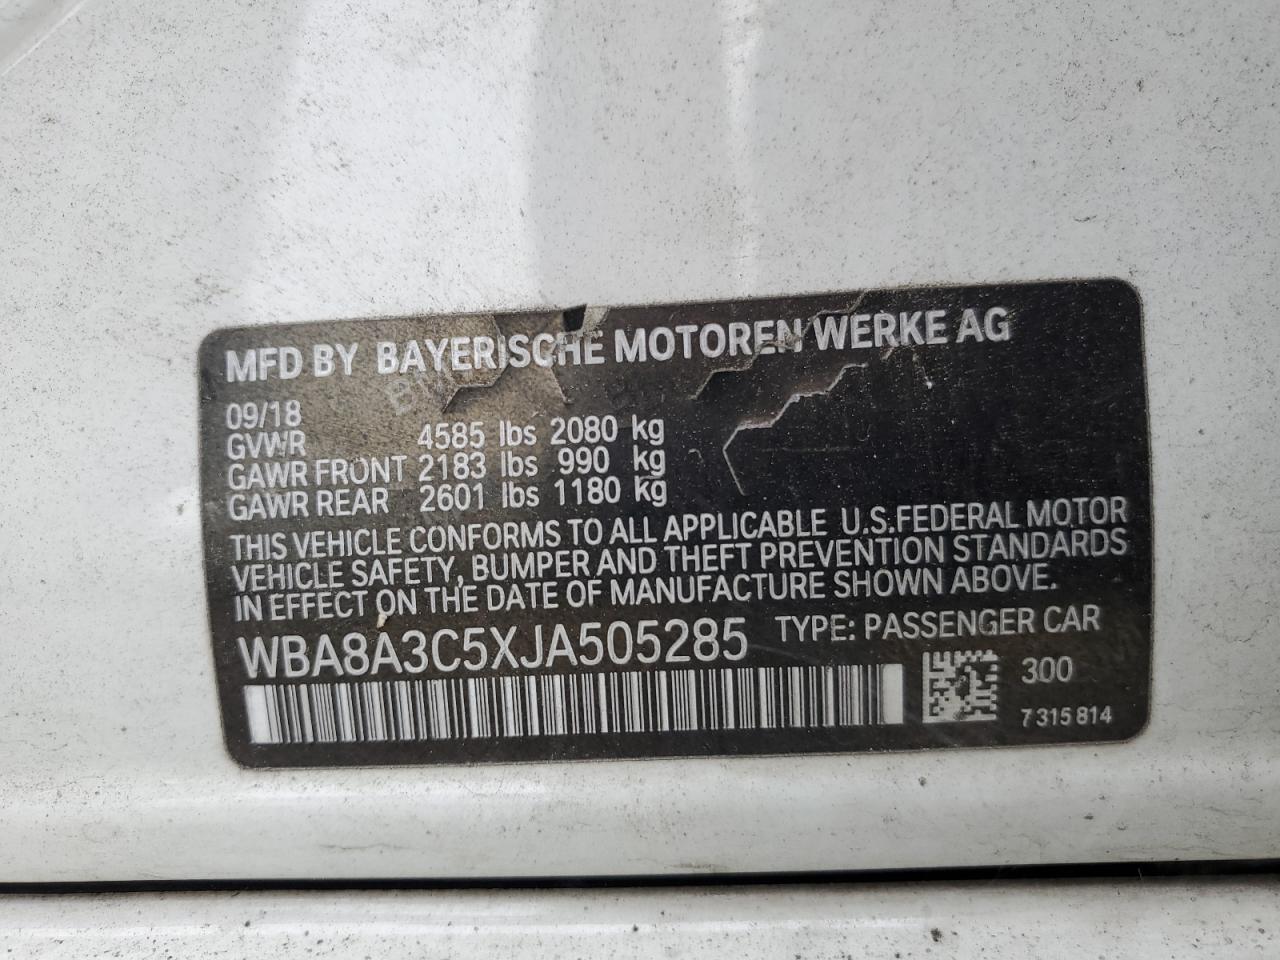 MFD BY BAYERISCHE MOTOREN WERKE AG
09/18
GVWR 4585 lbs 2080 kg
GAWR FRONT 2183 lbs 990 kg
GAWR REAR 2601 lbs 1180 kg
THIS VEHICLE CONFORMS TO ALL APPLICABLE U.S.FEDERAL MOTOR
VEHICLE SAFETY, BUMPER AND THEFT PREVENTION STANDARDS
IN EFFECT ON THE DATE OF MANUFACTURE SHOWN ABOVE.
WBA8A3C5XJA505285 TYPE: PASSENGER CAR
300
7 315 814